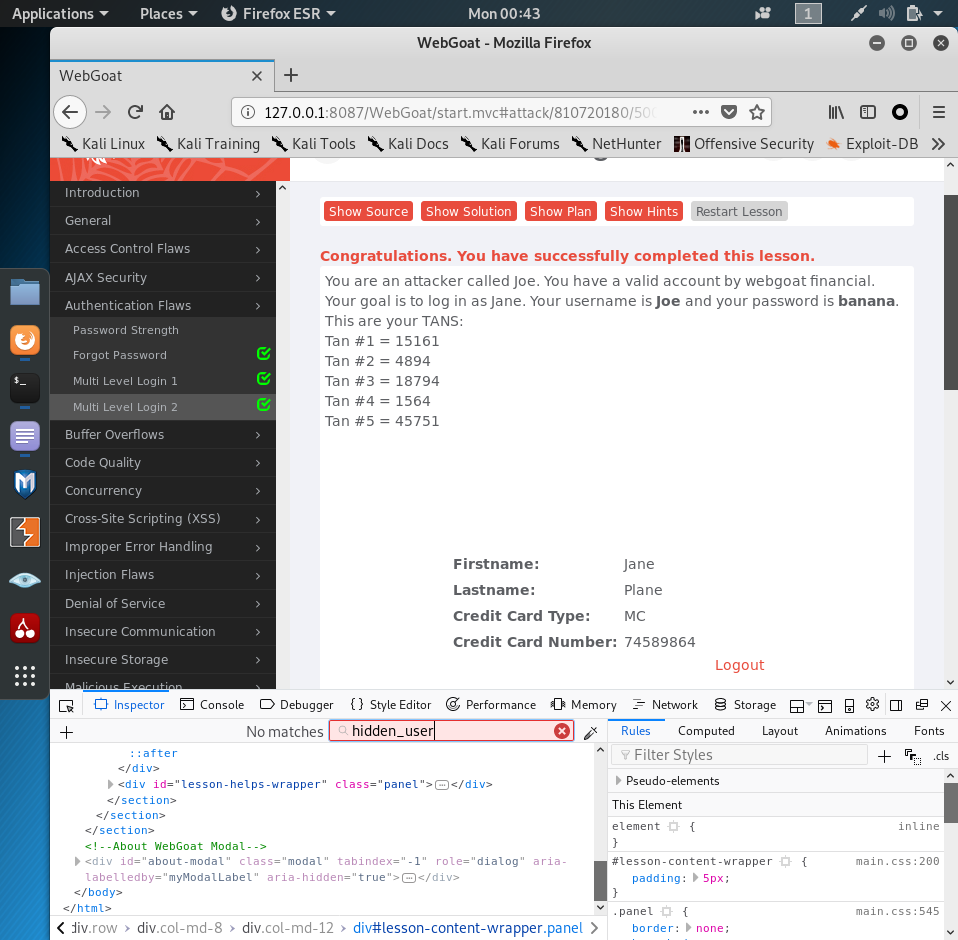 Applications Places Firefox ESR Mon 00:43 1
WebGoat - Mozilla Firefox
WebGoat
127.0.0.1:8087/WebGoat/start.mvc#attack/810720180/500
Kali Linux Kali Training Kali Tools Kali Docs Kali Forums NetHunter Offensive Security Exploit-DB
Introduction
General
Access Control Flaws
AJAX Security
Authentication Flaws
Password Strength
Forgot Password
Multi Level Login 1
Multi Level Login 2
Buffer Overflows
Code Quality
Concurrency
Cross-Site Scripting (XSS)
Improper Error Handling
Injection Flaws
Denial of Service
Insecure Communication
Insecure Storage
Malicious Execution
Show Source Show Solution Show Plan Show Hints Restart Lesson
Congratulations. You have successfully completed this lesson.
You are an attacker called Joe. You have a valid account by webgoat financial.
Your goal is to log in as Jane. Your username is Joe and your password is banana.
This are your TANS:
Tan #1 = 15161
Tan #2 = 4894
Tan #3 = 18794
Tan #4 = 1564
Tan #5 = 45751
Firstname: Jane
Lastname: Plane
Credit Card Type: MC
Credit Card Number: 74589864
Logout
Inspector Console Debugger {} Style Editor Performance Memory Network Storage
No matches hidden_user
::after
</div>
<div id="lesson-helps-wrapper" class="panel"></div>
</section>
</section>
</section>
<!--About WebGoat Modal-->
<div id="about-modal" class="modal" tabindex="-1" role="dialog" aria-
labelledby="myModalLabel" aria-hidden="true"></div>
</body>
</html>
div.row div.col-md-8 div.col-md-12 div#lesson-content-wrapper.panel
Rules Computed Layout Animations Fonts
Filter Styles .cls
Pseudo-elements
This Element
element { inline
}
#lesson-content-wrapper { main.css:200
padding: 5px;
}
.panel { main.css:545
border: none;